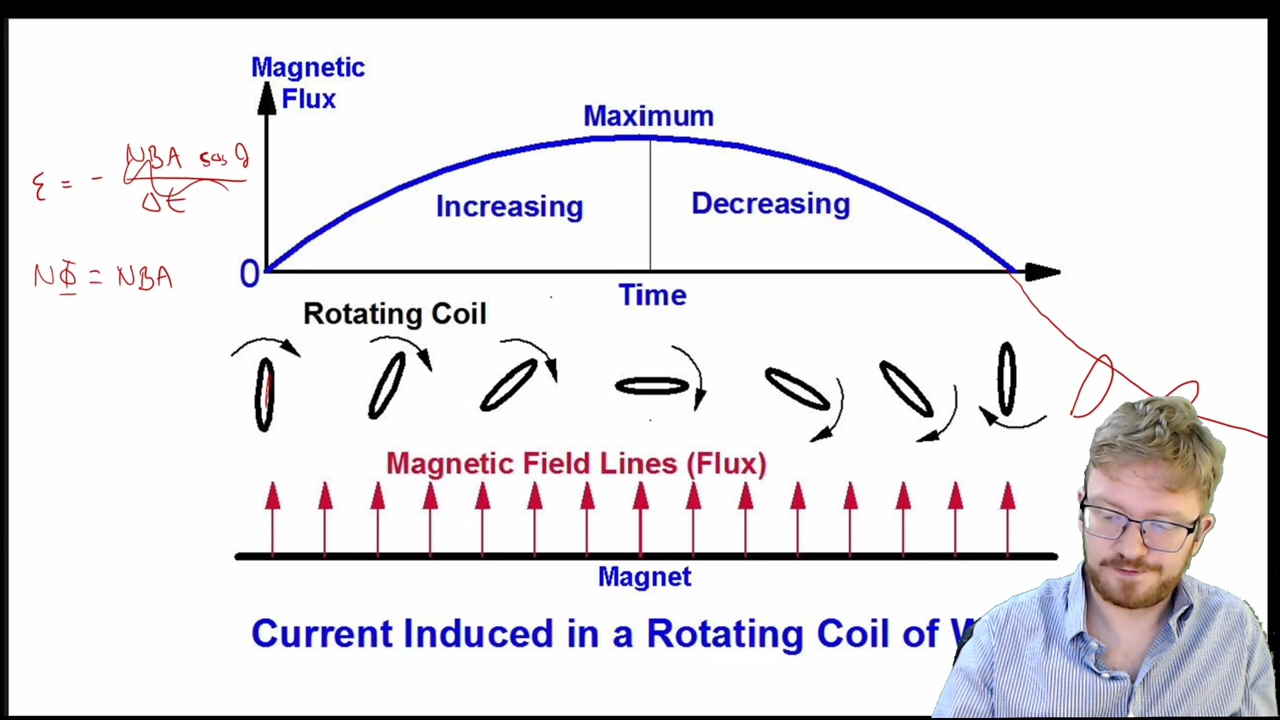 Magnetic
Flux
Maximum
NBA cos θ
ε = -
Δt
Increasing
Decreasing
NΦ = NBA
0
Time
Rotating Coil
Magnetic Field Lines (Flux)
Magnet
Current Induced in a Rotating Coil of